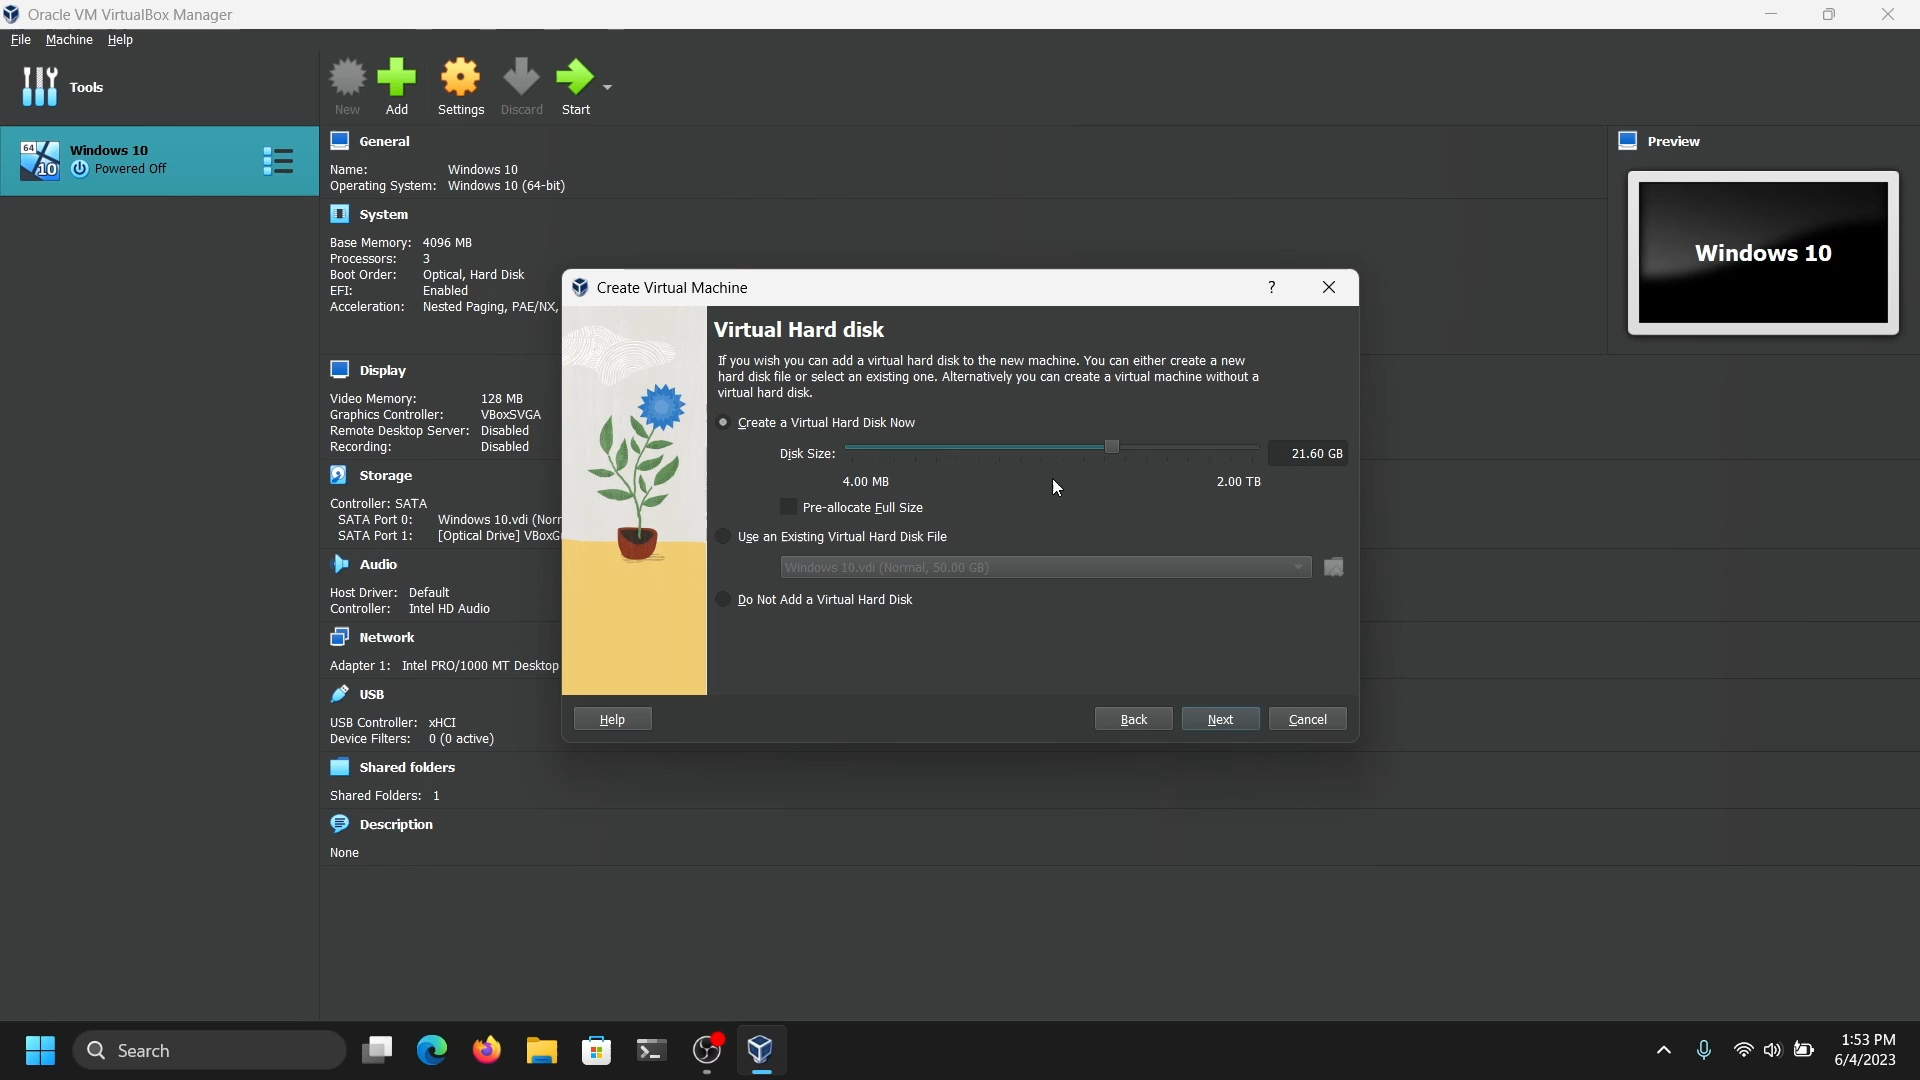 Oracle VM VirtualBox Manager
File Machine Help
Tools
New Add Settings Discard Start
64
10
Windows 10
Powered Off
General
Name: Windows 10
Operating System: Windows 10 (64-bit)
System
Base Memory: 4096 MB
Processors: 3
Boot Order: Optical, Hard Disk
EFI: Enabled
Acceleration: Nested Paging, PAE/NX,
Display
Video Memory: 128 MB
Graphics Controller: VBoxSVGA
Remote Desktop Server: Disabled
Recording: Disabled
Storage
Controller: SATA
SATA Port 0: Windows 10.vdi (Norr
SATA Port 1: [Optical Drive] VBoxG
Audio
Host Driver: Default
Controller: Intel HD Audio
Network
Adapter 1: Intel PRO/1000 MT Desktop
USB
USB Controller: xHCI
Device Filters: 0 (0 active)
Shared folders
Shared Folders: 1
Description
None
Preview
Windows 10
Create Virtual Machine
?
Virtual Hard disk
If you wish you can add a virtual hard disk to the new machine. You can either create a new
hard disk file or select an existing one. Alternatively you can create a virtual machine without a
virtual hard disk.
Create a Virtual Hard Disk Now
Disk Size: 21.60 GB
4.00 MB 2.00 TB
Pre-allocate Full Size
Use an Existing Virtual Hard Disk File
Windows 10.vdi (Normal, 50.00 GB)
Do Not Add a Virtual Hard Disk
Help Back Next Cancel
Search
1:53 PM
6/4/2023